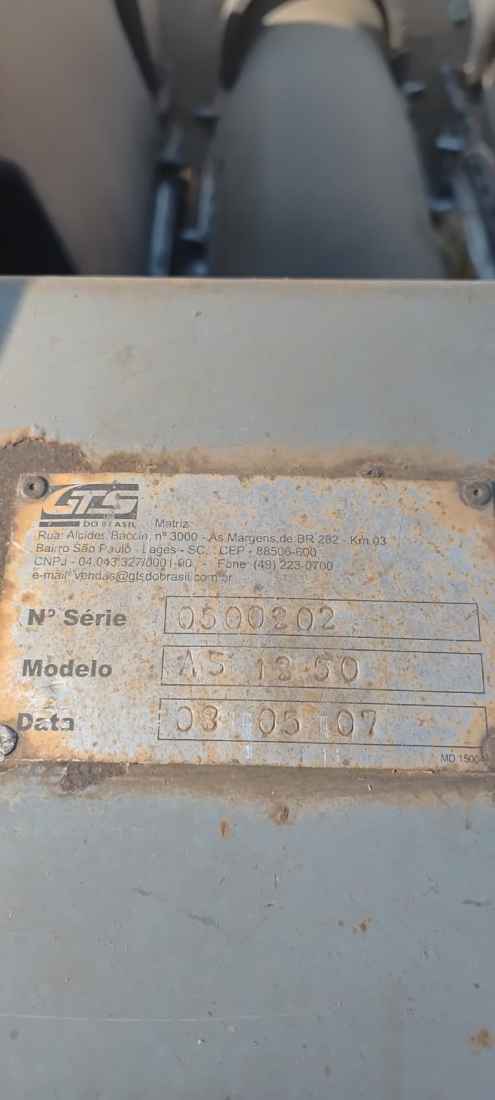 GTS
DO BRASIL
Matriz
Rua: Alcides Baccin, nº 3000 - As Margens de BR 282 - Km 03
Bairro São Paulo - Lages - SC. CEP - 88506-600
CNPJ - 04.043.327/0001-90 - Fone: (49) 223-0700
e-mail: vendas@gtsdobrasil.com.br
Nº Série 0500202
Modelo AS 12 50
Data 03 05 07
MD 1500